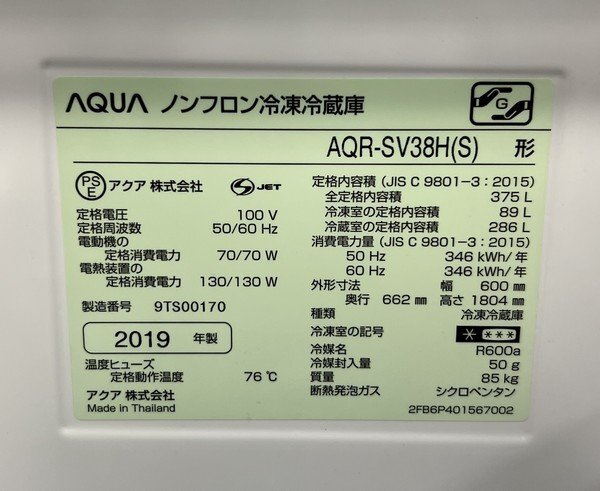 AQUA ノンフロン冷凍冷蔵庫
G
AQR-SV38H(S) 形
PSE アクア 株式会社 S JET
定格電圧 100 V
定格周波数 50/60 Hz
電動機の
定格消費電力 70/70 W
電熱装置の
定格消費電力 130/130 W
製造番号 9TS00170
2019 年製
温度ヒューズ
定格動作温度 76 ℃
アクア 株式会社
Made in Thailand
定格内容積 (JIS C 9801-3 : 2015)
全定格内容積 375 L
冷凍室の定格内容積 89 L
冷蔵室の定格内容積 286 L
消費電力量 (JIS C 9801-3 : 2015)
50 Hz 346 kWh/年
60 Hz 346 kWh/年
外形寸法 幅 600 mm
奥行 662 mm 高さ 1804 mm
種類 冷凍冷蔵庫
冷凍室の記号 * ***
冷媒名 R600a
冷媒封入量 50 g
質量 85 kg
断熱発泡ガス シクロペンタン
2FB6P401567002